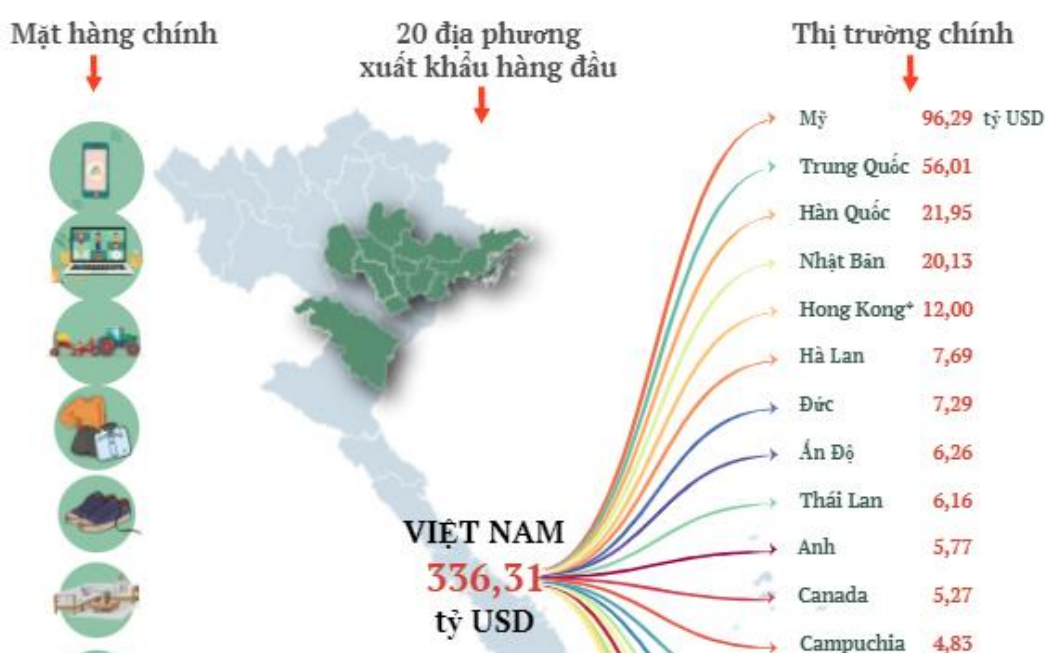 Mặt hàng chính
20 địa phương
xuất khẩu hàng đầu
Thị trường chính
Mỹ 96,29 tỷ USD
Trung Quốc 56,01
Hàn Quốc 21,95
Nhật Bản 20,13
Hong Kong* 12,00
Hà Lan 7,69
Đức 7,29
Ấn Độ 6,26
Thái Lan 6,16
Anh 5,77
Canada 5,27
Campuchia 4,83
VIỆT NAM
336,31
tỷ USD